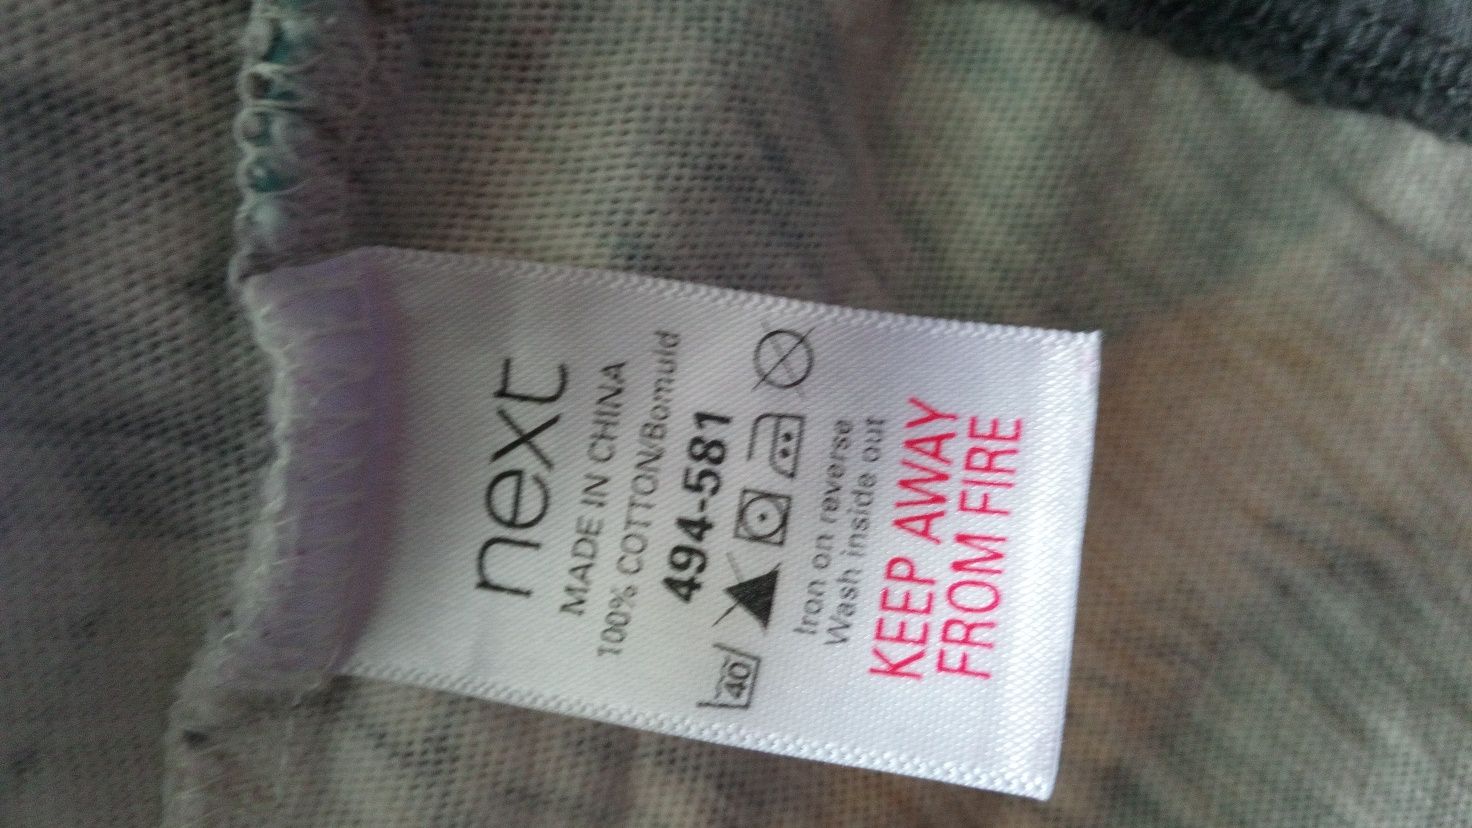 next
MADE IN CHINA
100% COTTON/Bomuld
494-581
40
Iron on reverse
Wash inside out
KEEP AWAY
FROM FIRE